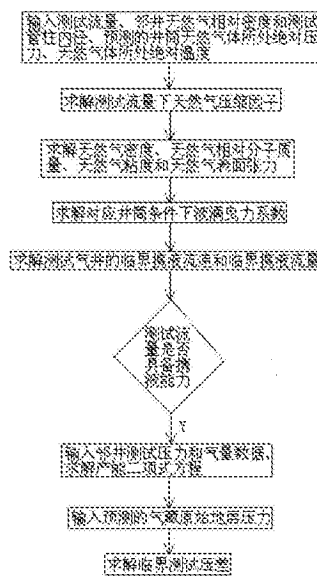 输入测试流量、邻井天然气相对密度和测试
管柱内径、预测的井筒天然气体所处绝对压
力、天然气体所处绝对温度
求解测试流量下天然气压缩因子
求解天然气密度、天然气相对分子质
量、天然气粘度和天然气表面张力
求解对应井筒条件下液滴曳力系数
求解测试气井的临界携液流速和临界携液流量
测试流
量是否
具备携
液能力
Y
输入邻井测试压力和气量数据、
求解产能二项式方程
输入预测的气藏原始地层压力
求解临界测试压差